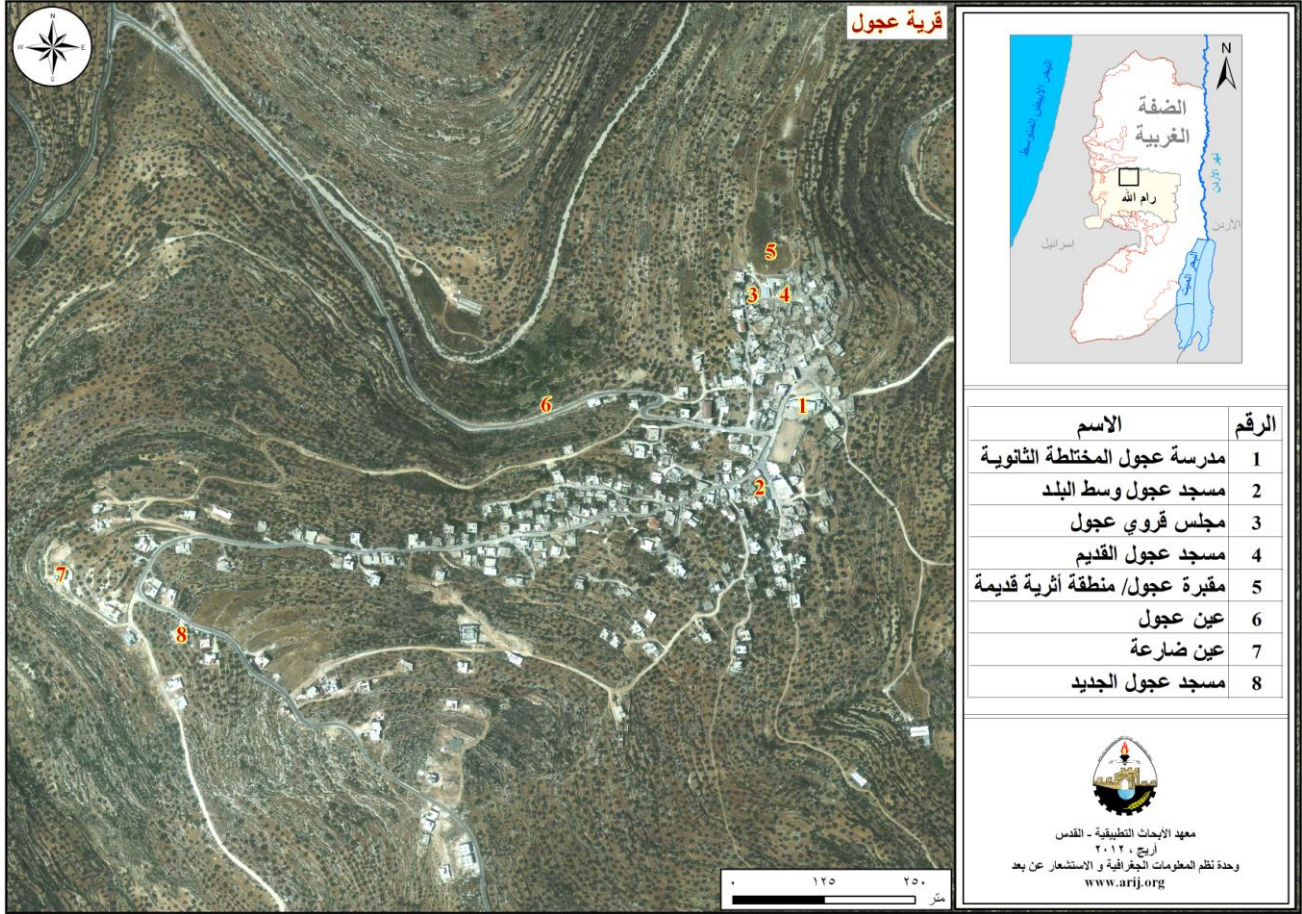 قرية عجول
N
E
S
W
5
3
4
1
6
2
7
8
٠ ١٢٥ ٢٥٠
متر
N
البحر الأبيض المتوسط
الضفة
الغربية
نهر الأردن
رام الله
الأردن
اسرائيل
البحر الميت
الرقم الاسم
1 مدرسة عجول المختلطة الثانوية
2 مسجد عجول وسط البلد
3 مجلس قروي عجول
4 مسجد عجول القديم
5 مقبرة عجول/ منطقة أثرية قديمة
6 عين عجول
7 عين ضارعة
8 مسجد عجول الجديد
معهد الأبحاث التطبيقية - القدس
أريج ، ٢٠١٢
وحدة نظم المعلومات الجغرافية و الاستشعار عن بعد
www.arij.org